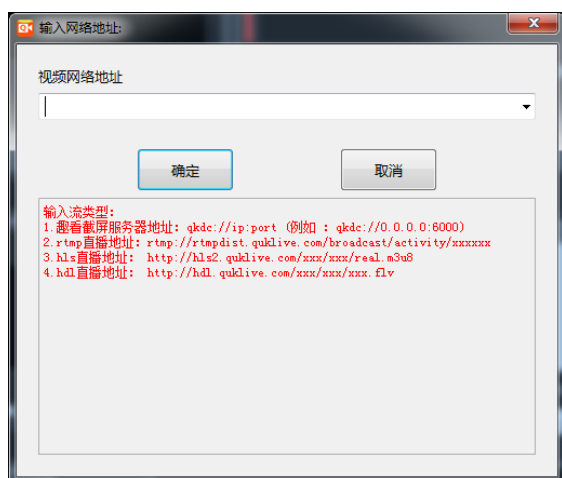 输入网络地址:
视频网络地址
确定
取消
输入流类型:
1.趣看截屏服务器地址: qkdc://ip:port (例如 : qkdc://0.0.0.0:6000)
2.rtmp直播地址: rtmp://rtmpdist.quklive.com/broadcast/activity/xxxxxx
3.hls直播地址: http://hls2.quklive.com/xxx/xxx/real.m3u8
4.hdl直播地址: http://hdl.quklive.com/xxx/xxx/xxx.flv